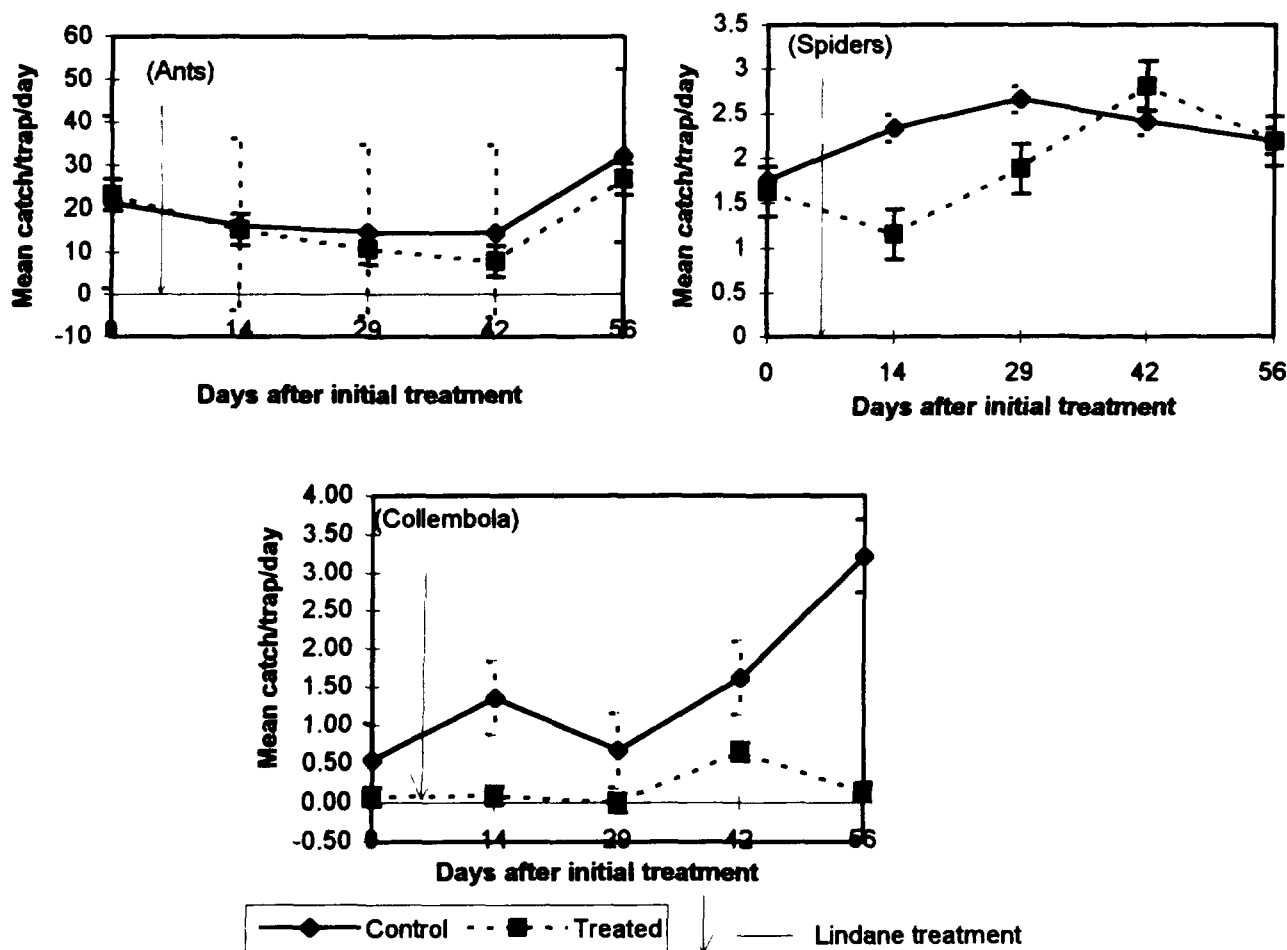 60
50
40
30
20
10
0
-10
(Ants)
Mean catch/trap/day
14
29
42
56
Days after initial treatment
3.5
3
2.5
2
1.5
1
0.5
0
(Spiders)
Mean catch/trap/day
0 14 29 42 56
Days after initial treatment
4.00
3.50
3.00
2.50
2.00
1.50
1.00
0.50
0.00
-0.50
(Collembola)
Mean catch/trap/day
14
29
42
56
Days after initial treatment
Control
Treated
Lindane treatment